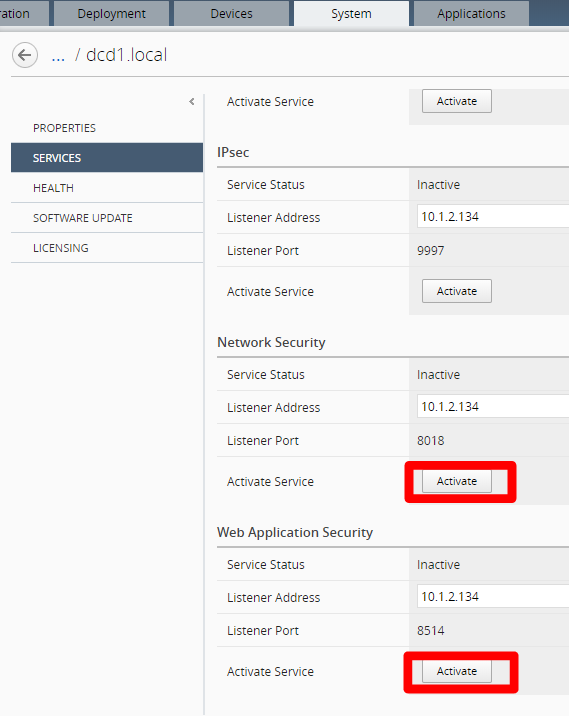 ration Deployment Devices System Applications
... / dcd1.local
PROPERTIES
SERVICES
HEALTH
SOFTWARE UPDATE
LICENSING
Activate Service Activate
IPsec
Service Status Inactive
Listener Address 10.1.2.134
Listener Port 9997
Activate Service Activate
Network Security
Service Status Inactive
Listener Address 10.1.2.134
Listener Port 8018
Activate Service Activate
Web Application Security
Service Status Inactive
Listener Address 10.1.2.134
Listener Port 8514
Activate Service Activate